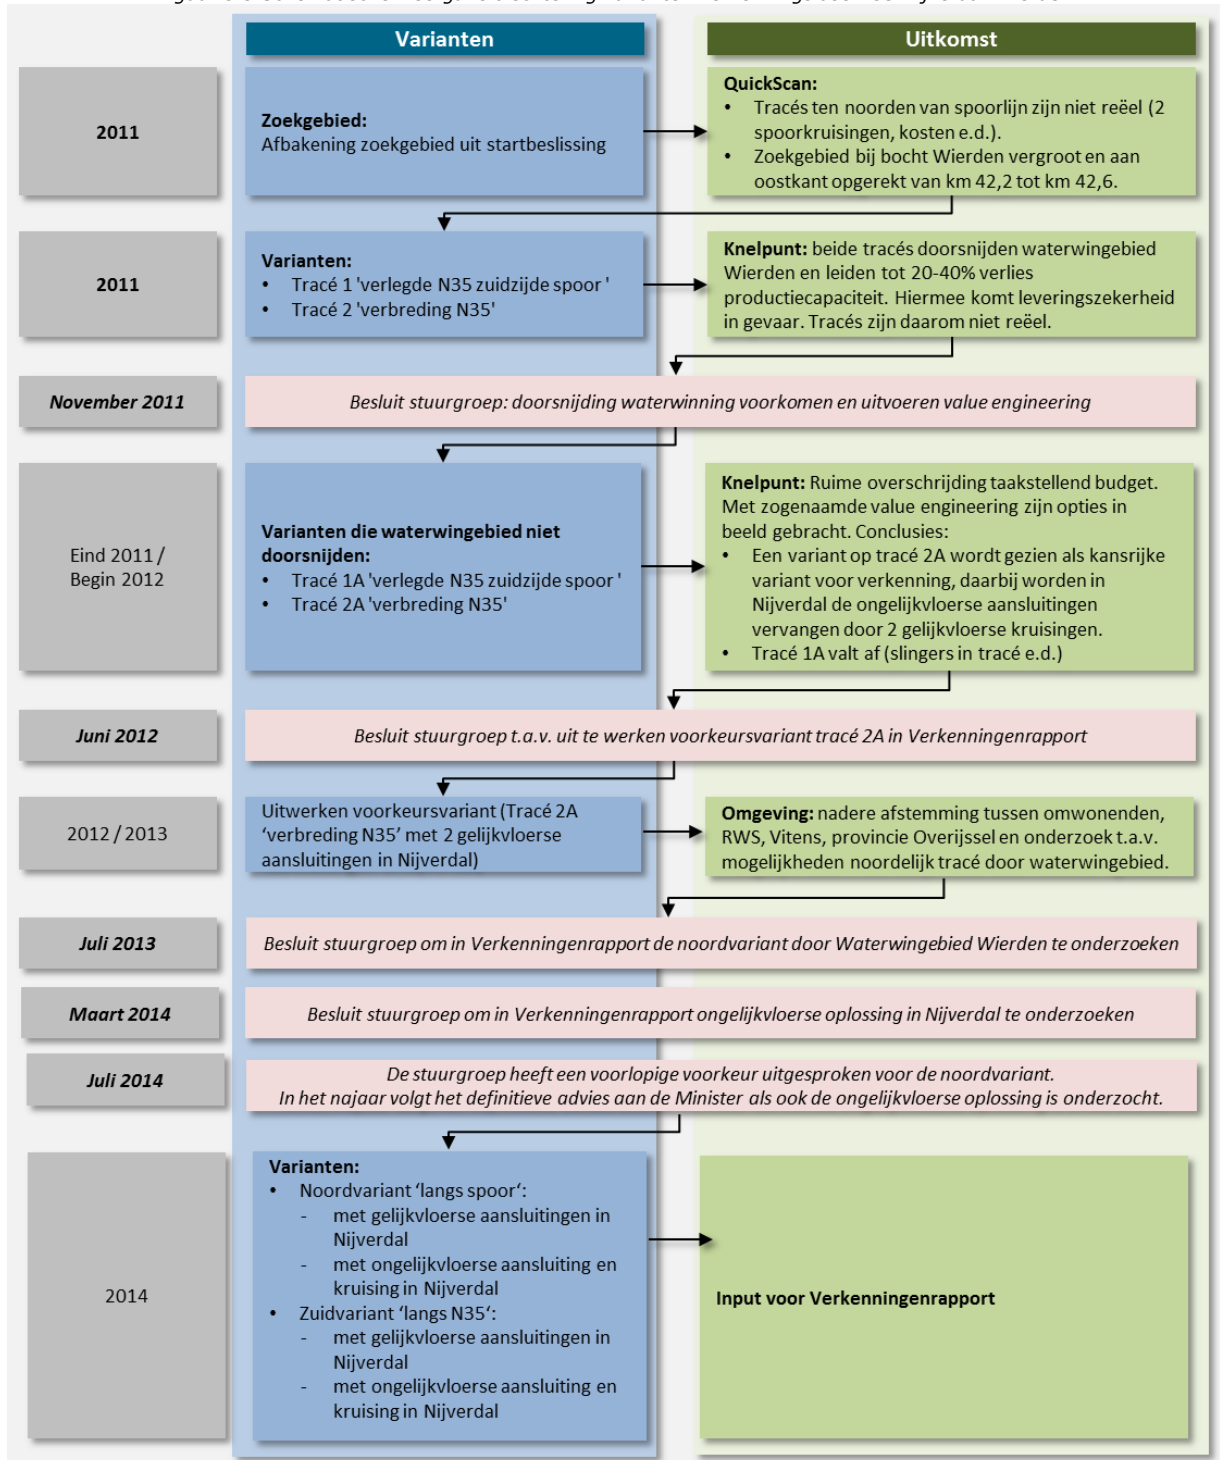 Varianten
Uitkomst
2011
Zoekgebied:
Afbakening zoekgebied uit startbeslissing
QuickScan:
• Tracés ten noorden van spoorlijn zijn niet reëel (2
spoorkruisingen, kosten e.d.).
• Zoekgebied bij bocht Wierden vergroot en aan
oostkant opgerekt van km 42,2 tot km 42,6.
2011
Varianten:
• Tracé 1 'verlegde N35 zuidzijde spoor '
• Tracé 2 'verbreding N35'
Knelpunt: beide tracés doorsnijden waterwingebied
Wierden en leiden tot 20-40% verlies
productiecapaciteit. Hiermee komt leveringszekerheid
in gevaar. Tracés zijn daarom niet reëel.
November 2011
Besluit stuurgroep: doorsnijding waterwinning voorkomen en uitvoeren value engineering
Eind 2011 /
Begin 2012
Varianten die waterwingebied niet
doorsnijden:
• Tracé 1A 'verlegde N35 zuidzijde spoor '
• Tracé 2A 'verbreding N35'
Knelpunt: Ruime overschrijding taakstellend budget.
Met zogenaamde value engineering zijn opties in
beeld gebracht. Conclusies:
• Een variant op tracé 2A wordt gezien als kansrijke
variant voor verkenning, daarbij worden in
Nijverdal de ongelijkvloerse aansluitingen
vervangen door 2 gelijkvloerse kruisingen.
• Tracé 1A valt af (slingers in tracé e.d.)
Juni 2012
Besluit stuurgroep t.a.v. uit te werken voorkeursvariant tracé 2A in Verkenningenrapport
2012 / 2013
Uitwerken voorkeursvariant (Tracé 2A
‘verbreding N35’ met 2 gelijkvloerse
aansluitingen in Nijverdal)
Omgeving: nadere afstemming tussen omwonenden,
RWS, Vitens, provincie Overijssel en onderzoek t.a.v.
mogelijkheden noordelijk tracé door waterwingebied.
Juli 2013
Besluit stuurgroep om in Verkenningenrapport de noordvariant door Waterwingebied Wierden te onderzoeken
Maart 2014
Besluit stuurgroep om in Verkenningenrapport ongelijkvloerse oplossing in Nijverdal te onderzoeken
Juli 2014
De stuurgroep heeft een voorlopige voorkeur uitgesproken voor de noordvariant.
In het najaar volgt het definitieve advies aan de Minister als ook de ongelijkvloerse oplossing is onderzocht.
2014
Varianten:
• Noordvariant ‘langs spoor‘:
- met gelijkvloerse aansluitingen in
Nijverdal
- met ongelijkvloerse aansluiting en
kruising in Nijverdal
• Zuidvariant ‘langs N35‘:
- met gelijkvloerse aansluitingen in
Nijverdal
- met ongelijkvloerse aansluiting en
kruising in Nijverdal
Input voor Verkenningenrapport